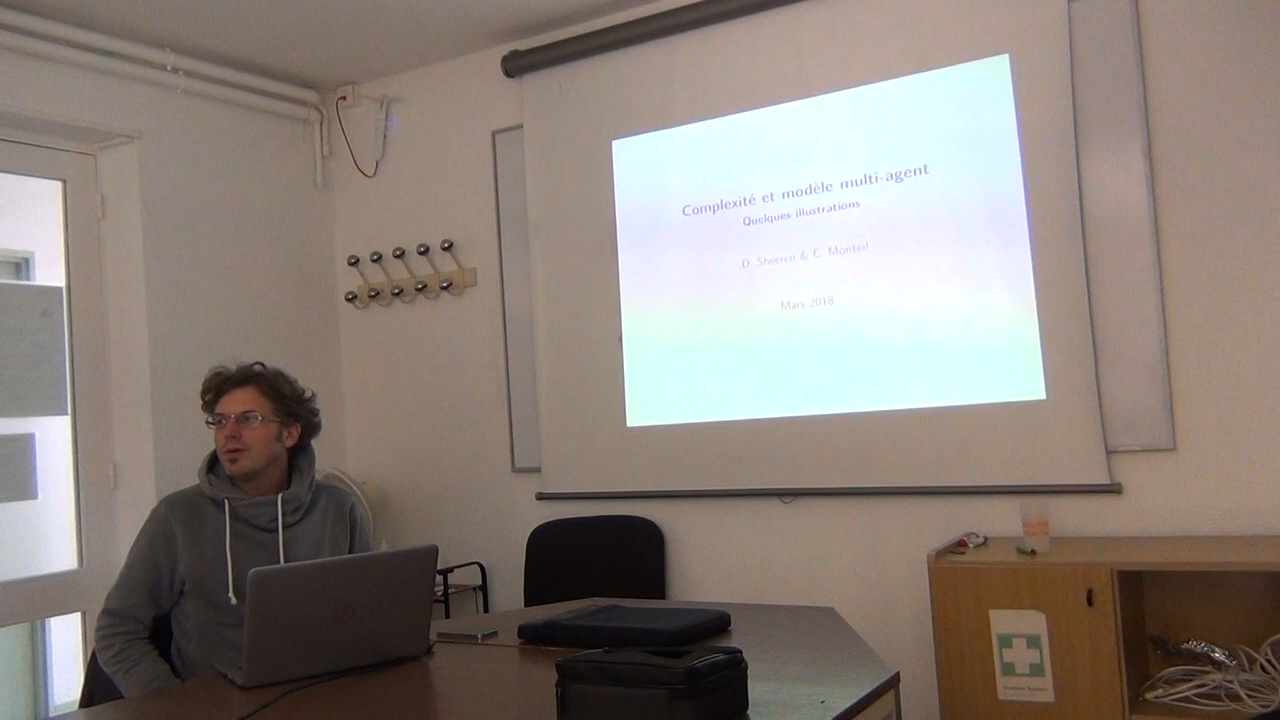 Complexité et modèle multi-agent
Quelques illustrations
D. Sheeren & C. Monteil
Mars 2018